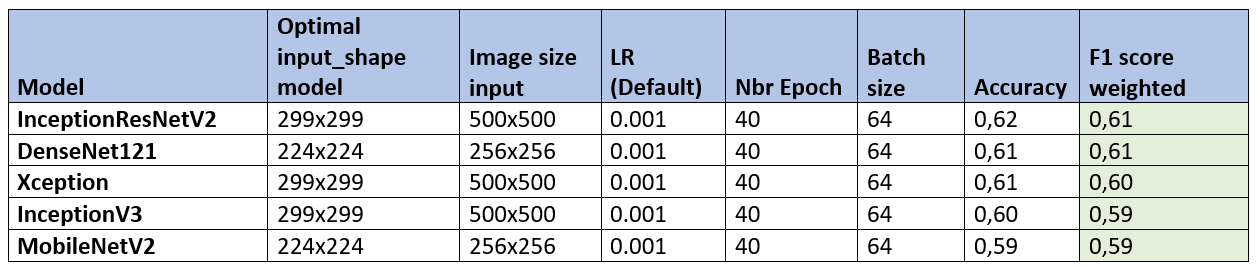 Model Optimal input_shape model Image size input LR (Default) Nbr Epoch Batch size Accuracy F1 score weighted
InceptionResNetV2 299x299 500x500 0.001 40 64 0,62 0,61
DenseNet121 224x224 256x256 0.001 40 64 0,61 0,61
Xception 299x299 500x500 0.001 40 64 0,61 0,60
InceptionV3 299x299 500x500 0.001 40 64 0,60 0,59
MobileNetV2 224x224 256x256 0.001 40 64 0,59 0,59